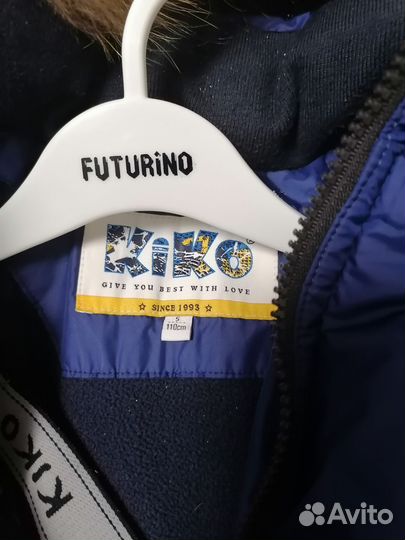 FUTURiNO
KiKO
GIVE YOU BEST WITH LOVE
☆ SINCE 1993 ☆
5
110cm
KIKO
Avito